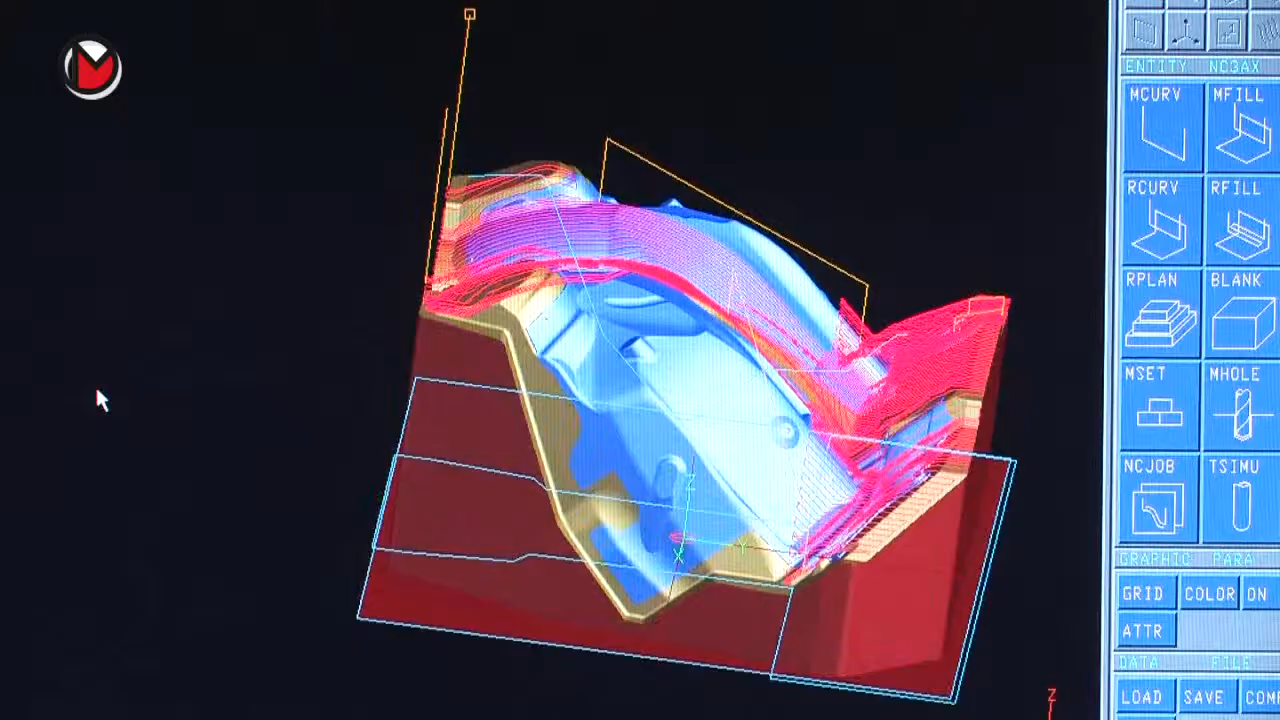 ENTITY NC3AX
MCURV MFILL
RCURV RFILL
RPLAN BLANK
MSET MHOLE
NCJOB TSIMU
GRAPHIC PARA
GRID COLOR ON
ATTR
DATA FILE
LOAD SAVE
Z
X
Y
Z